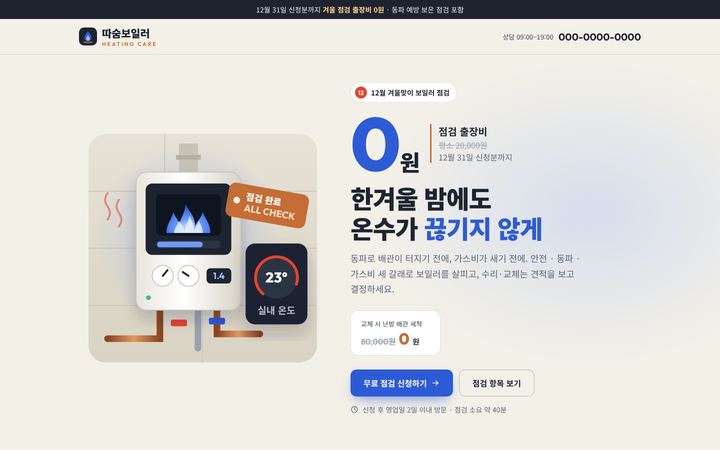 12월 31일 신청분까지 겨울 점검 출장비 0원 · 동파 예방 보온 점검 포함
따숨보일러
HEATING CARE
상담 09:00~19:00 000-0000-0000
12 12월 겨울맞이 보일러 점검
0원
점검 출장비
평소 20,000원
12월 31일 신청분까지
한겨울 밤에도
온수가 끊기지 않게
동파로 배관이 터지기 전에, 가스비가 새기 전에. 안전 · 동파 ·
가스비 세 갈래로 보일러를 살피고, 수리·교체는 견적을 보고
결정하세요.
교체 시 난방 배관 세척
80,000원 0 원
무료 점검 신청하기 →
점검 항목 보기
신청 후 영업일 2일 이내 방문 · 점검 소요 약 40분
점검 완료
ALL CHECK
1.4
23°
실내 온도